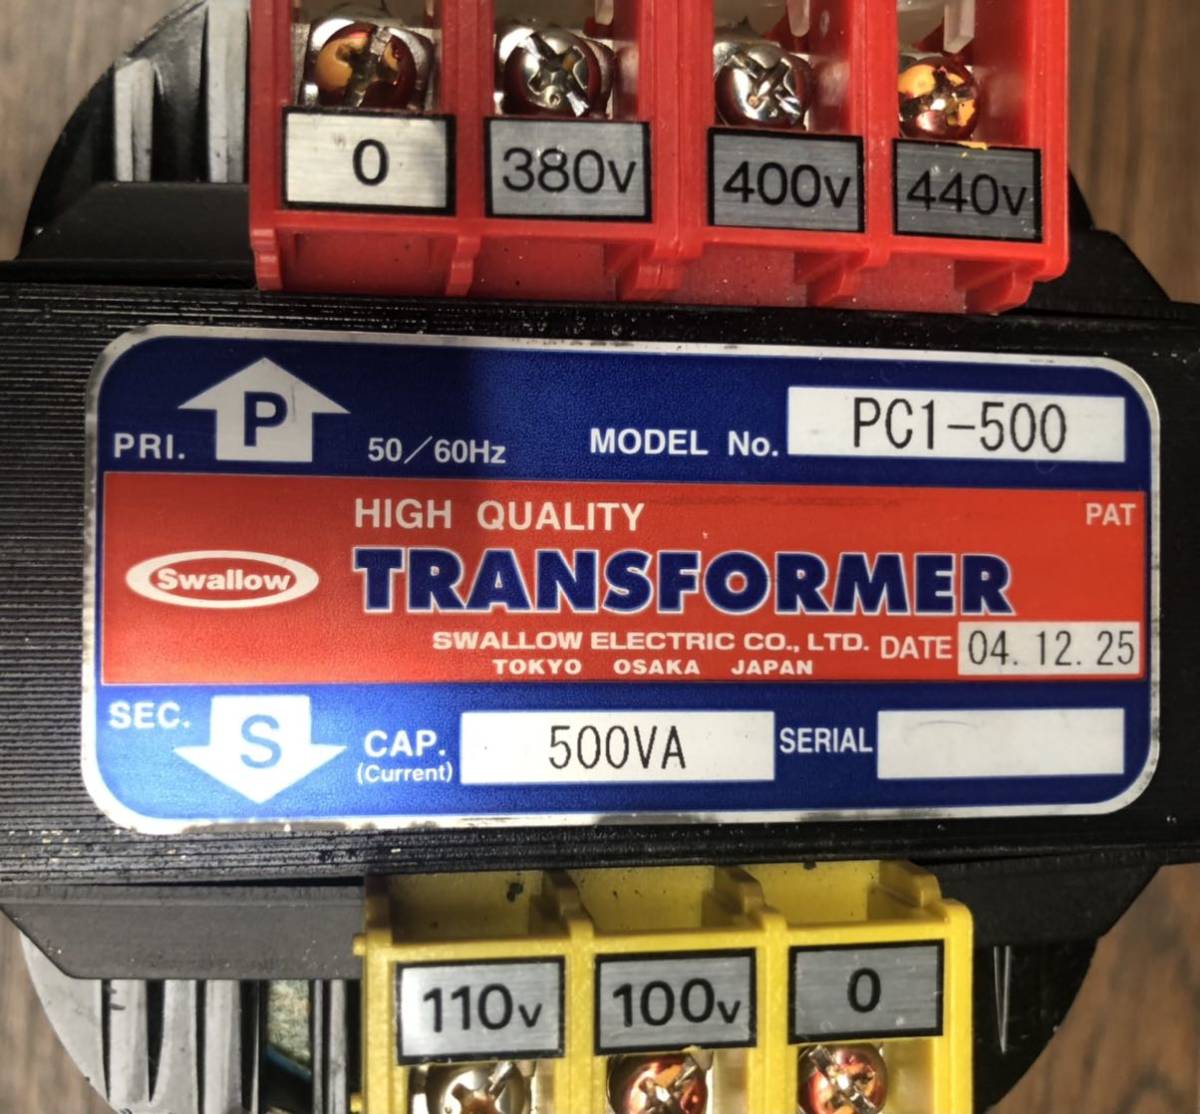 0 380v 400v 440v
PRI. P 50/60Hz MODEL No. PC1-500
HIGH QUALITY PAT
Swallow TRANSFORMER
SWALLOW ELECTRIC CO., LTD. DATE 04.12.25
TOKYO OSAKA JAPAN
SEC. S CAP. 500VA SERIAL
(Current)
110v 100v 0